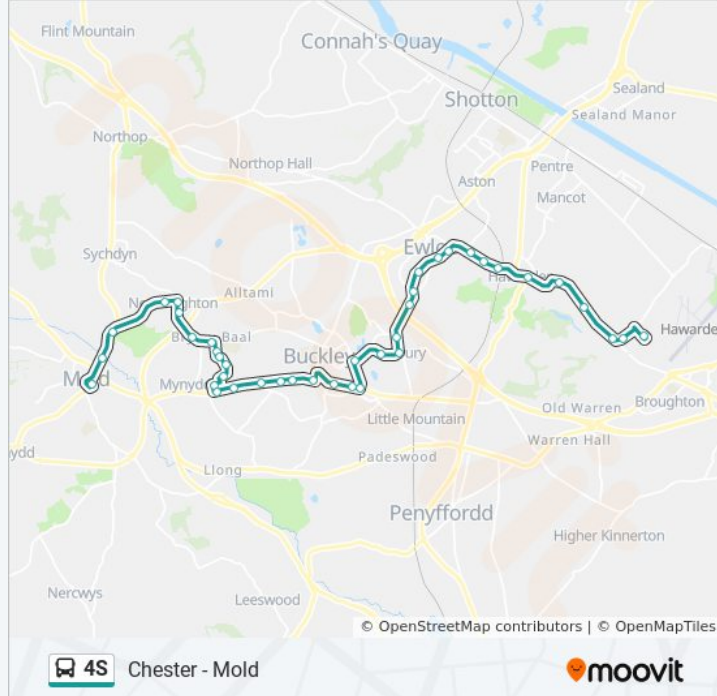 Flint Mountain
Connah's Quay
Shotton
Sealand
Sealand Manor
Northop
Northop Hall
Pentre
Aston
Mancot
Sychdyn
Ewlo
Alltami
Buckley
Mold
Mynydd
Hawarde
Broughton
Old Warren
Little Mountain
Warren Hall
Llong
Padeswood
Penyffordd
Higher Kinnerton
Nercwys
Leeswood
© OpenStreetMap contributors | © OpenMapTiles
4S Chester - Mold
moovit